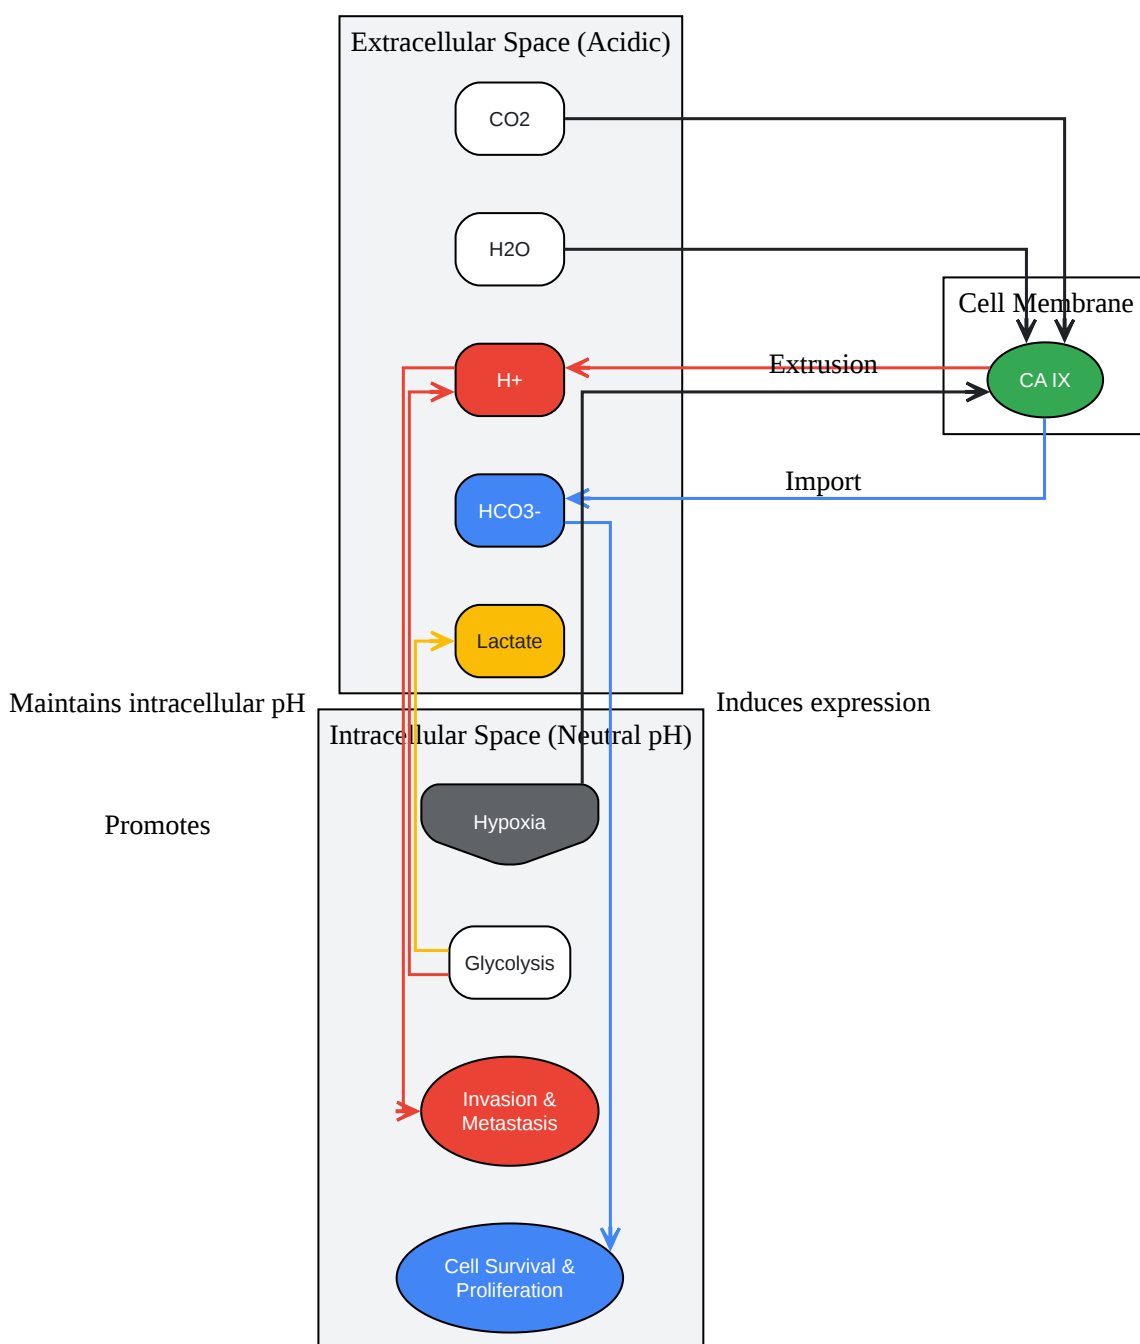 Extracellular Space (Acidic)
CO2
H2O
Cell Membrane
Extrusion
H+
CA IX
Import
HCO3-
Lactate
Maintains intracellular pH
Induces expression
Intracellular Space (Neutral pH)
Promotes
Hypoxia
Glycolysis
Invasion &
Metastasis
Cell Survival &
Proliferation